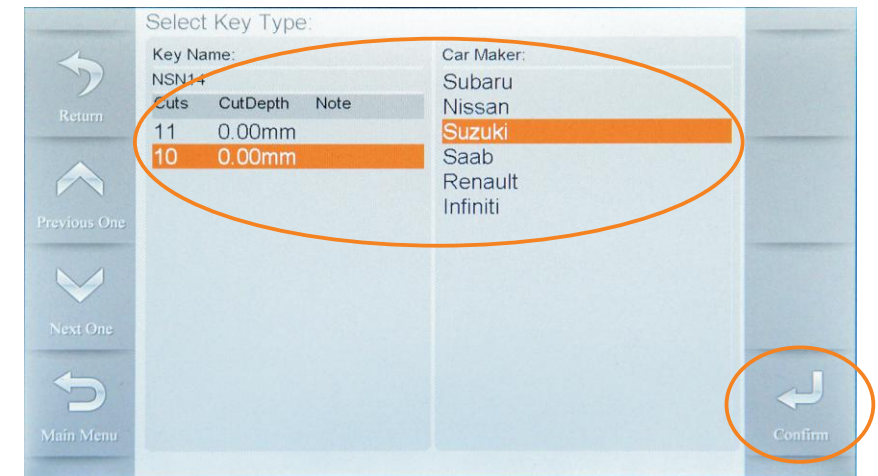 Select Key Type:
Return
Previous One
Next One
Main Menu
Key Name:
NSN14
Cuts CutDepth Note
11 0.00mm
10 0.00mm
Car Maker:
Subaru
Nissan
Suzuki
Saab
Renault
Infiniti
Confirm